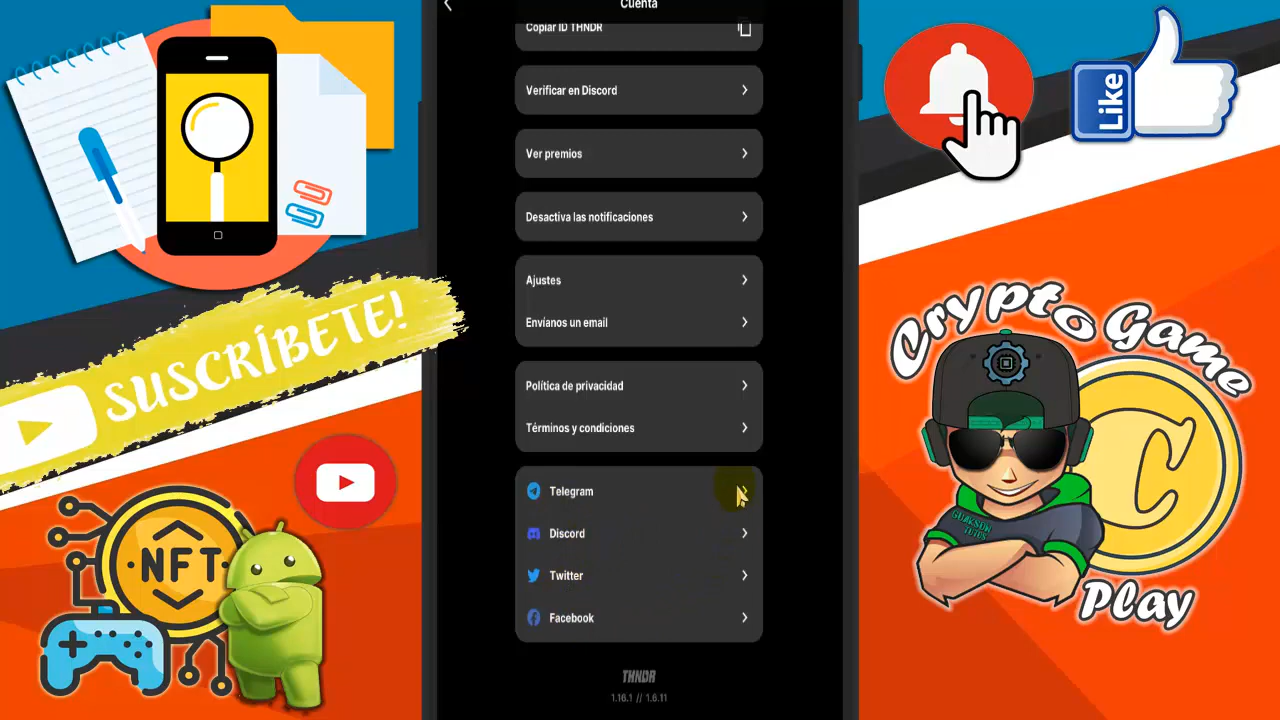 Cuenta
Copiar ID THNDR
Verificar en Discord
Ver premios
Desactiva las notificaciones
Ajustes
Envíanos un email
Política de privacidad
Términos y condiciones
Telegram
Discord
Twitter
Facebook
THNDR
1.16.1 // 1.6.11
SUSCRÍBETE!
NFT
Like
Crypto Game
GUAKSON
TUTOS
C
Play